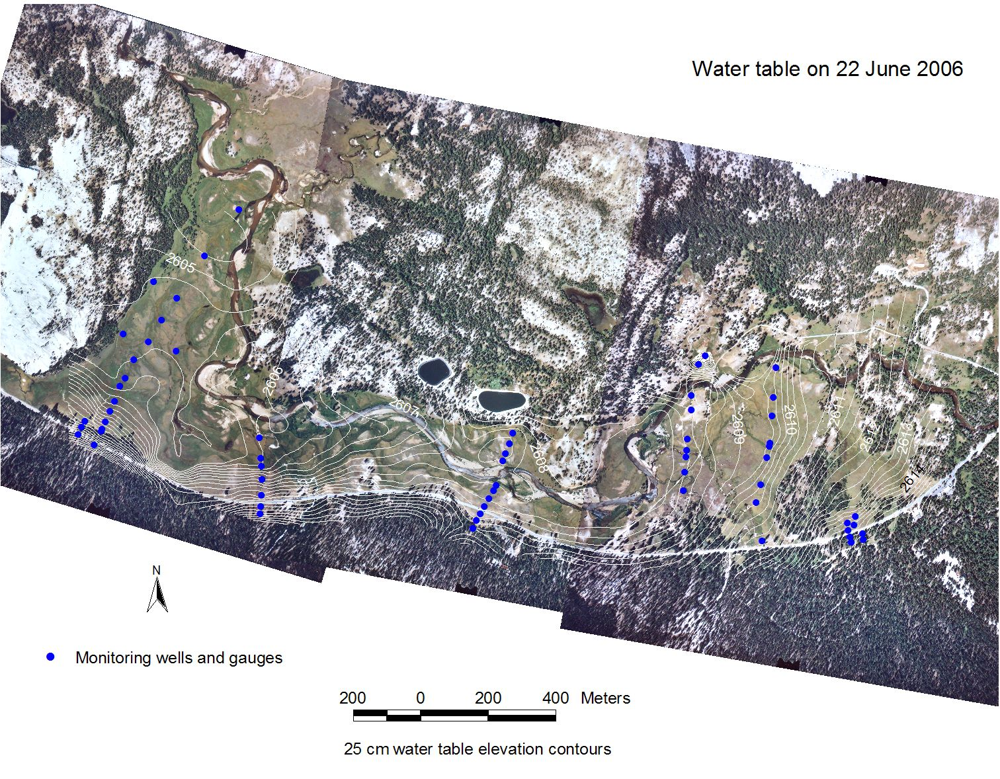 Water table on 22 June 2006
2605
2606
2607
2608
2609
2610
2611
2612
2613
2614
N
Monitoring wells and gauges
200 0 200 400 Meters
25 cm water table elevation contours